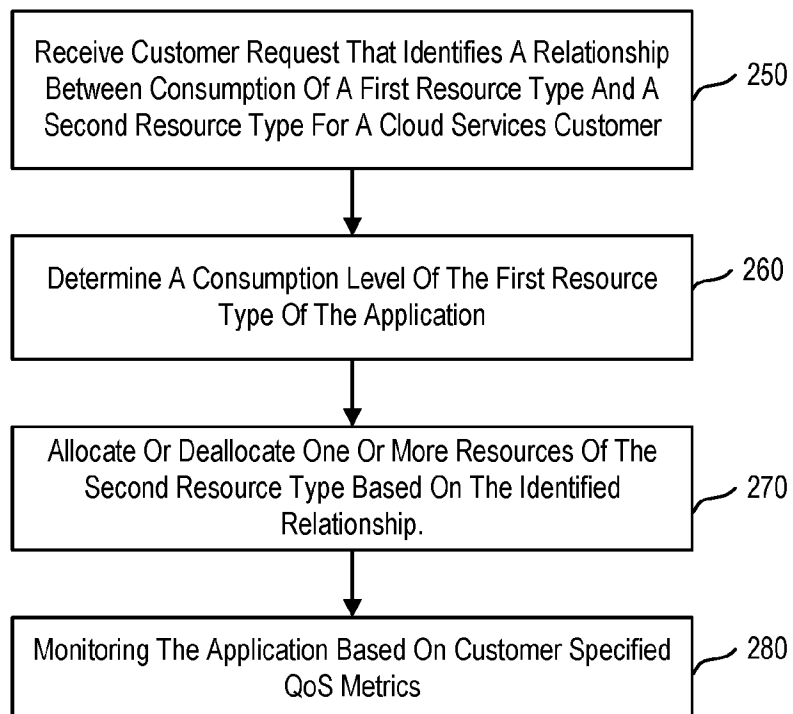 Receive Customer Request That Identifies A Relationship
Between Consumption Of A First Resource Type And A
Second Resource Type For A Cloud Services Customer
250
Determine A Consumption Level Of The First Resource
Type Of The Application
260
Allocate Or Deallocate One Or More Resources Of The
Second Resource Type Based On The Identified
Relationship.
270
Monitoring The Application Based On Customer Specified
QoS Metrics
280